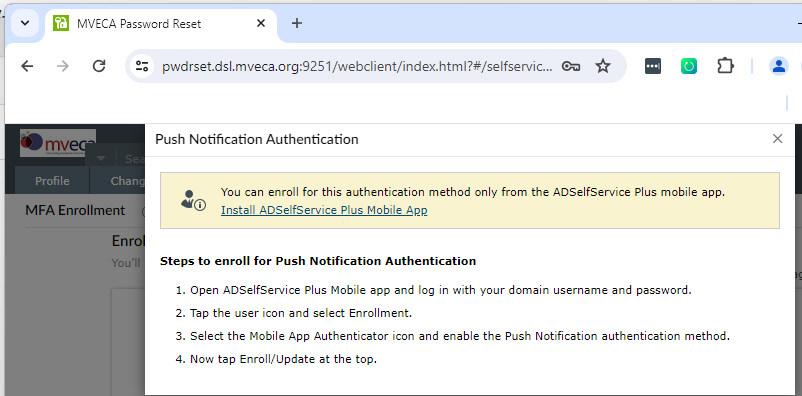 MVECA Password Reset
pwdrset.dsl.mveca.org:9251/webclient/index.html?#/selfservic...
mveca
Push Notification Authentication
Sea
Profile
Chang
You can enroll for this authentication method only from the ADSelfService Plus mobile app.
Install ADSelfService Plus Mobile App
MFA Enrollment
Enrol
You'll
Steps to enroll for Push Notification Authentication
1. Open ADSelfService Plus Mobile app and log in with your domain username and password.
2. Tap the user icon and select Enrollment.
3. Select the Mobile App Authenticator icon and enable the Push Notification authentication method.
4. Now tap Enroll/Update at the top.